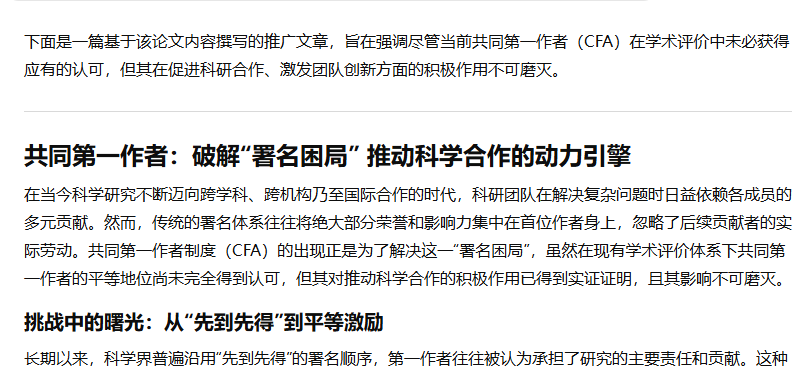 下面是一篇基于该论文内容撰写的推广文章，旨在强调尽管当前共同第一作者（CFA）在学术评价中未必获得
应有的认可，但其在促进科研合作、激发团队创新方面的积极作用不可磨灭。
共同第一作者：破解“署名困局” 推动科学合作的动力引擎
在当今科学研究不断迈向跨学科、跨机构乃至国际合作的时代，科研团队在解决复杂问题时日益依赖各成员的
多元贡献。然而，传统的署名体系往往将绝大部分荣誉和影响力集中在首位作者身上，忽略了后续贡献者的实
际劳动。共同第一作者制度（CFA）的出现正是为了解决这一“署名困局”，虽然在现有学术评价体系下共同第
一作者的平等地位尚未完全得到认可，但其对推动科学合作的积极作用已得到实证证明，且其影响不可磨灭。
挑战中的曙光：从“先到先得”到平等激励
长期以来，科学界普遍沿用“先到先得”的署名顺序，第一作者往往被认为承担了研究的主要责任和贡献。这种